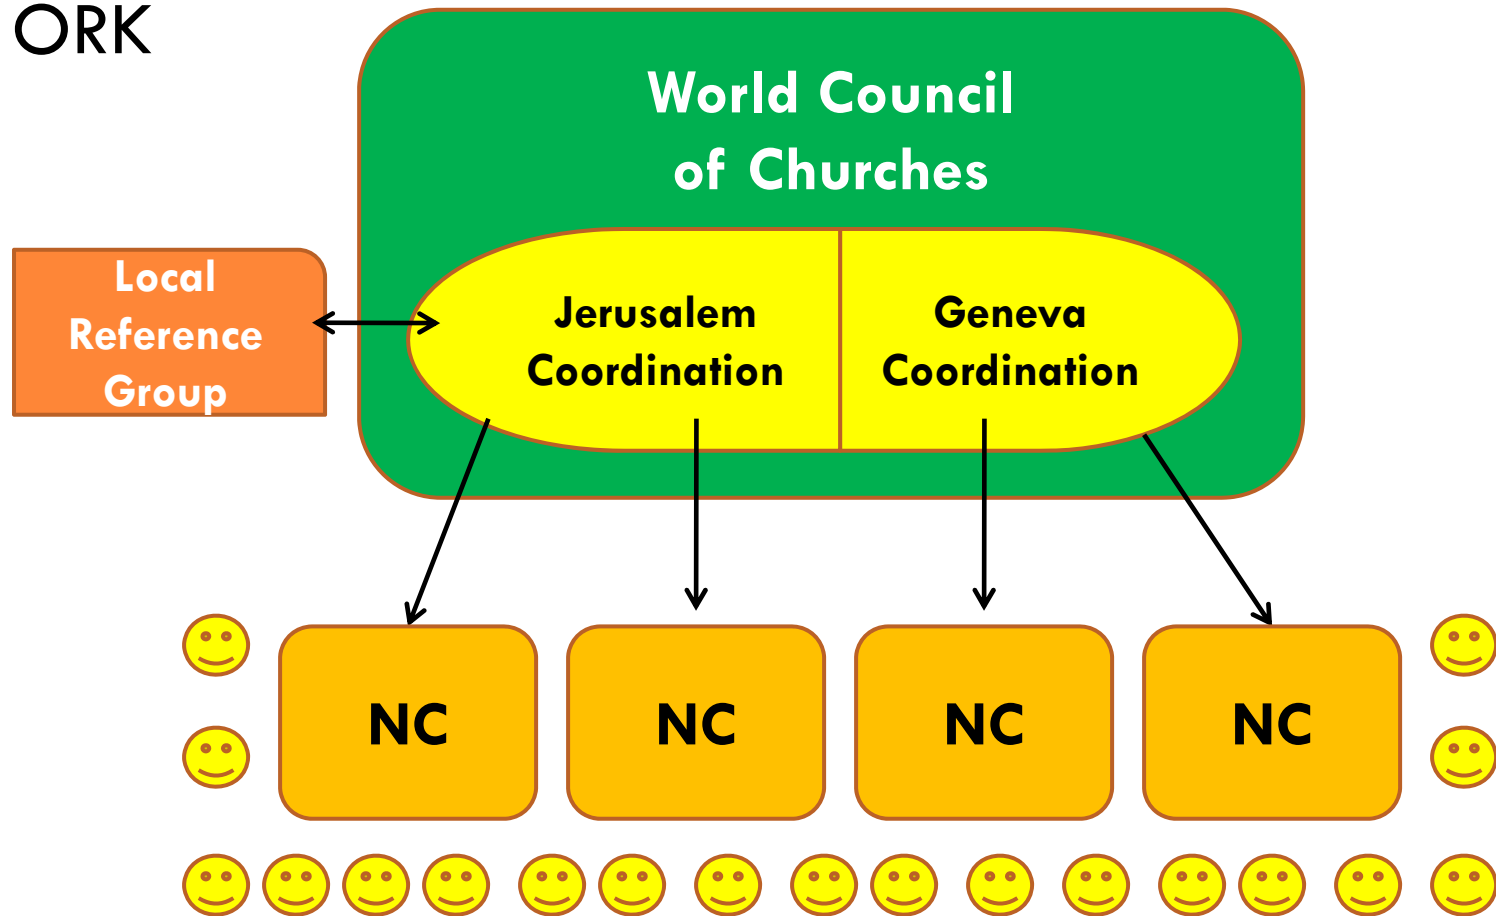 ORK
World Council
of Churches
Local
Reference
Group
Jerusalem
Coordination
Geneva
Coordination
NC
NC
NC
NC